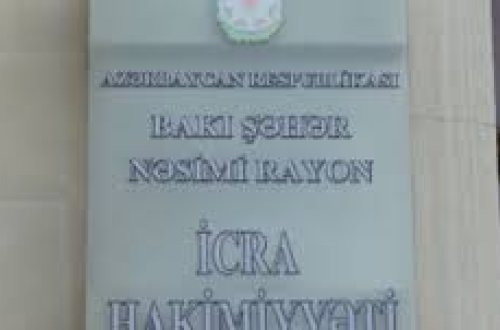 AZƏRBAYCAN RESPUBLİKASI
BAKI ŞƏHƏR
NƏSİMİ RAYON
İCRA
HAKİMİYYƏTİ